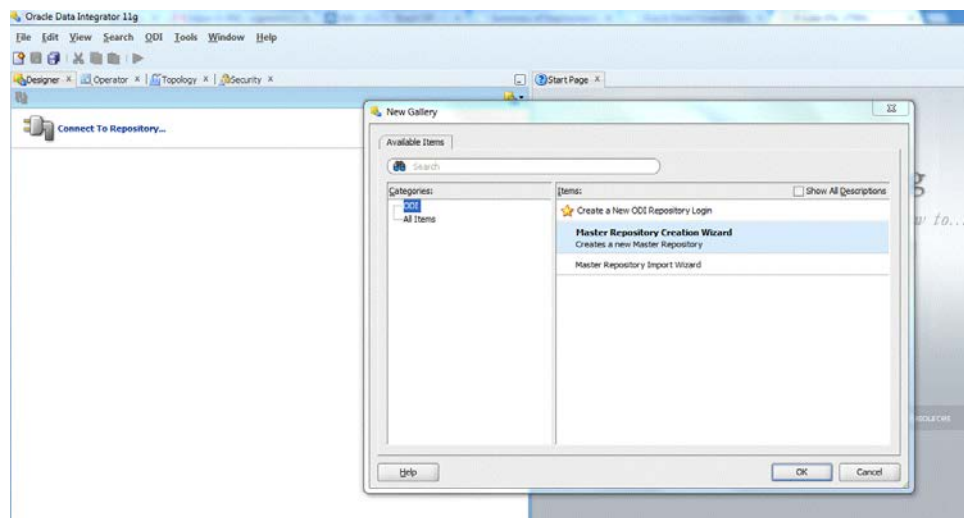 Oracle Data Integrator 11g
File Edit View Search ODI Tools Window Help
Designer Operator Topology Security
Start Page
Connect To Repository...
New Gallery
Available Items
Search
Categories:
ODI
All Items
Items:
Show All Descriptions
Create a New ODI Repository Login
Master Repository Creation Wizard
Creates a new Master Repository
Master Repository Import Wizard
Help
OK
Cancel
to...